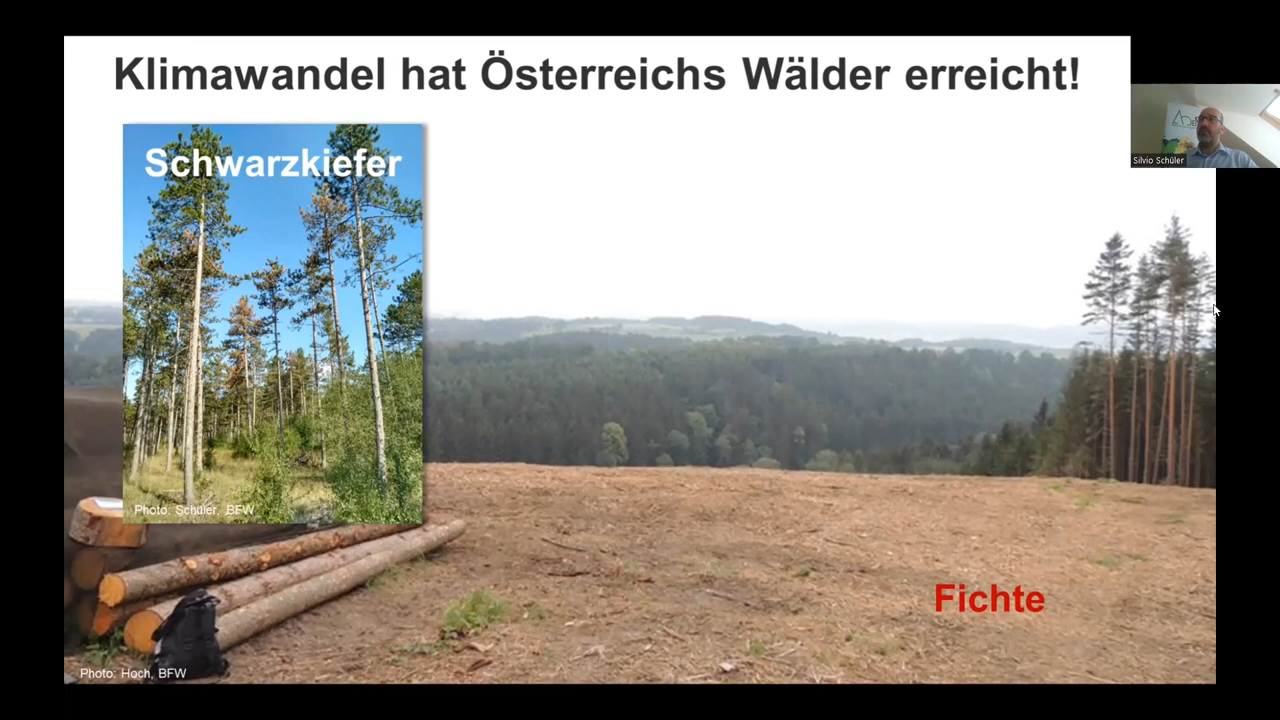 Klimawandel hat Österreichs Wälder erreicht!
Schwarzkiefer
Silvio Schüler
Photo: Schüler, BFW
Fichte
Photo: Hoch, BFW